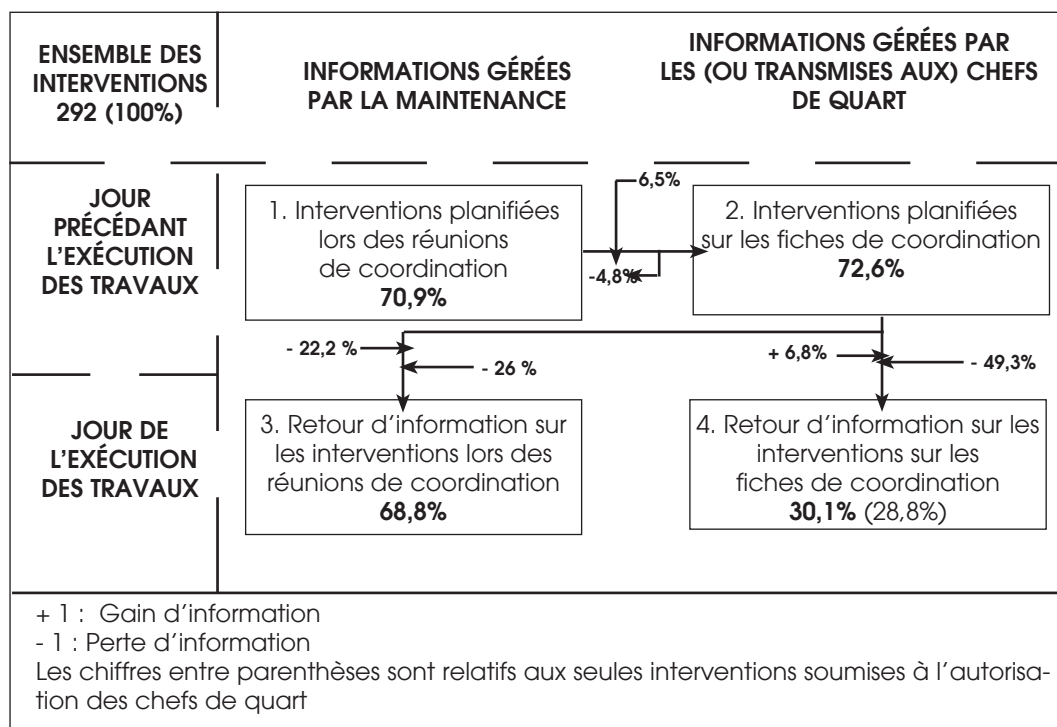 ENSEMBLE DES
INTERVENTIONS
292 (100%)
INFORMATIONS GÉRÉES
PAR LA MAINTENANCE
INFORMATIONS GÉRÉES PAR
LES (OU TRANSMISES AUX) CHEFS
DE QUART
JOUR
PRÉCÉDANT
L'EXÉCUTION
DES TRAVAUX
1. Interventions planifiées
lors des réunions
de coordination
70,9%
6,5%
-4,8%
2. Interventions planifiées
sur les fiches de coordination
72,6%
- 22,2 %
- 26 %
+ 6,8%
- 49,3%
JOUR DE
L'EXÉCUTION
DES TRAVAUX
3. Retour d'information sur
les interventions lors des
réunions de coordination
68,8%
4. Retour d'information sur les
interventions sur les
fiches de coordination
30,1% (28,8%)
+ 1 : Gain d'information
- 1 : Perte d'information
Les chiffres entre parenthèses sont relatifs aux seules interventions soumises à l'autorisa-
tion des chefs de quart